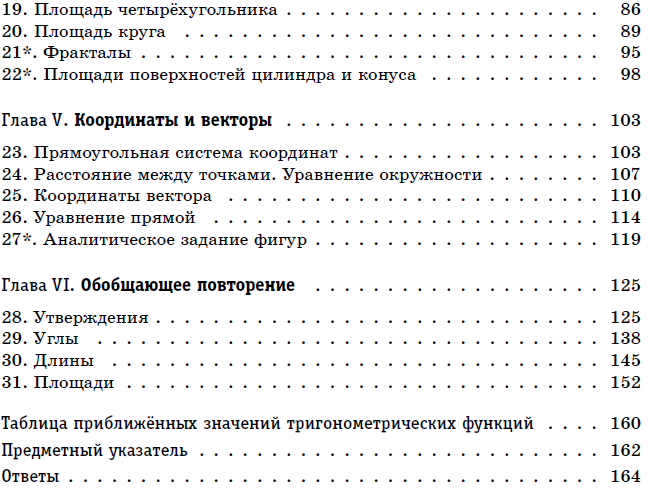 19. Площадь четырёхугольника . . . . . . . . . . . . . . . . . . . . . . 86
20. Площадь круга . . . . . . . . . . . . . . . . . . . . . . . . . . . . . 89
21*. Фракталы . . . . . . . . . . . . . . . . . . . . . . . . . . . . . . . . 95
22*. Площади поверхностей цилиндра и конуса . . . . . . . . . . . . 98
Глава V. Координаты и векторы . . . . . . . . . . . . . . . . . . . . . . 103
23. Прямоугольная система координат . . . . . . . . . . . . . . . . . . 103
24. Расстояние между точками. Уравнение окружности . . . . . . . . 107
25. Координаты вектора . . . . . . . . . . . . . . . . . . . . . . . . . . 110
26. Уравнение прямой . . . . . . . . . . . . . . . . . . . . . . . . . . . 114
27*. Аналитическое задание фигур . . . . . . . . . . . . . . . . . . . . 119
Глава VI. Обобщающее повторение . . . . . . . . . . . . . . . . . . . . 125
28. Утверждения . . . . . . . . . . . . . . . . . . . . . . . . . . . . . . . 125
29. Углы . . . . . . . . . . . . . . . . . . . . . . . . . . . . . . . . . . . 138
30. Длины . . . . . . . . . . . . . . . . . . . . . . . . . . . . . . . . . . 145
31. Площади . . . . . . . . . . . . . . . . . . . . . . . . . . . . . . . . . 152
Таблица приближённых значений тригонометрических функций . . . . 160
Предметный указатель . . . . . . . . . . . . . . . . . . . . . . . . . . . . 162
Ответы . . . . . . . . . . . . . . . . . . . . . . . . . . . . . . . . . . . . . 164